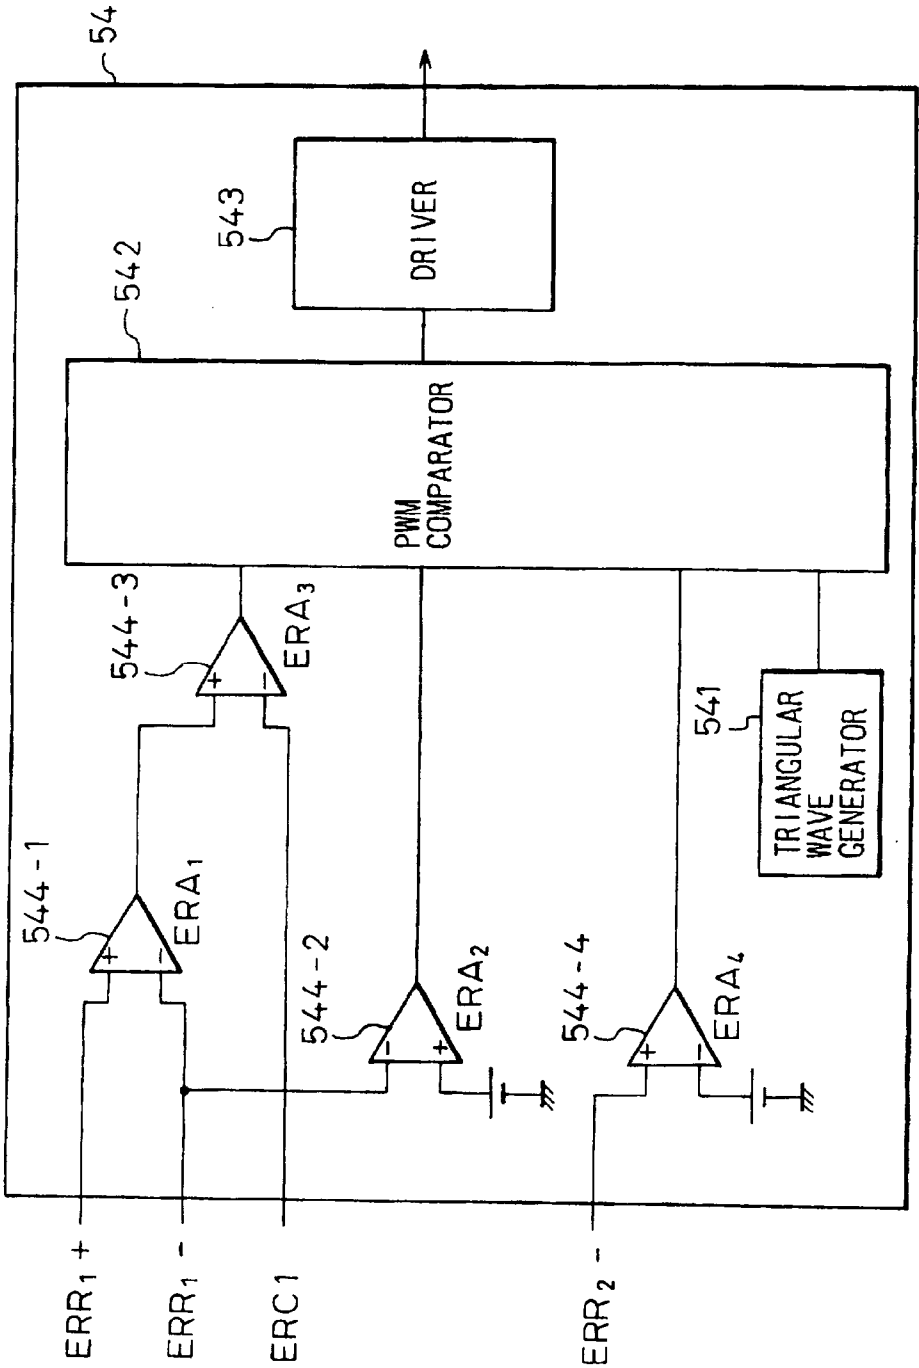 54
543
DRIVER
542
PWM
COMPARATOR
544-3
+
−
ERA3
541
TRIANGULAR
WAVE
GENERATOR
544-1
+
−
ERA1
544-2
−
+
ERA2
544-4
+
−
ERA4
ERR1 +
ERR1 −
ERC1
ERR2 −